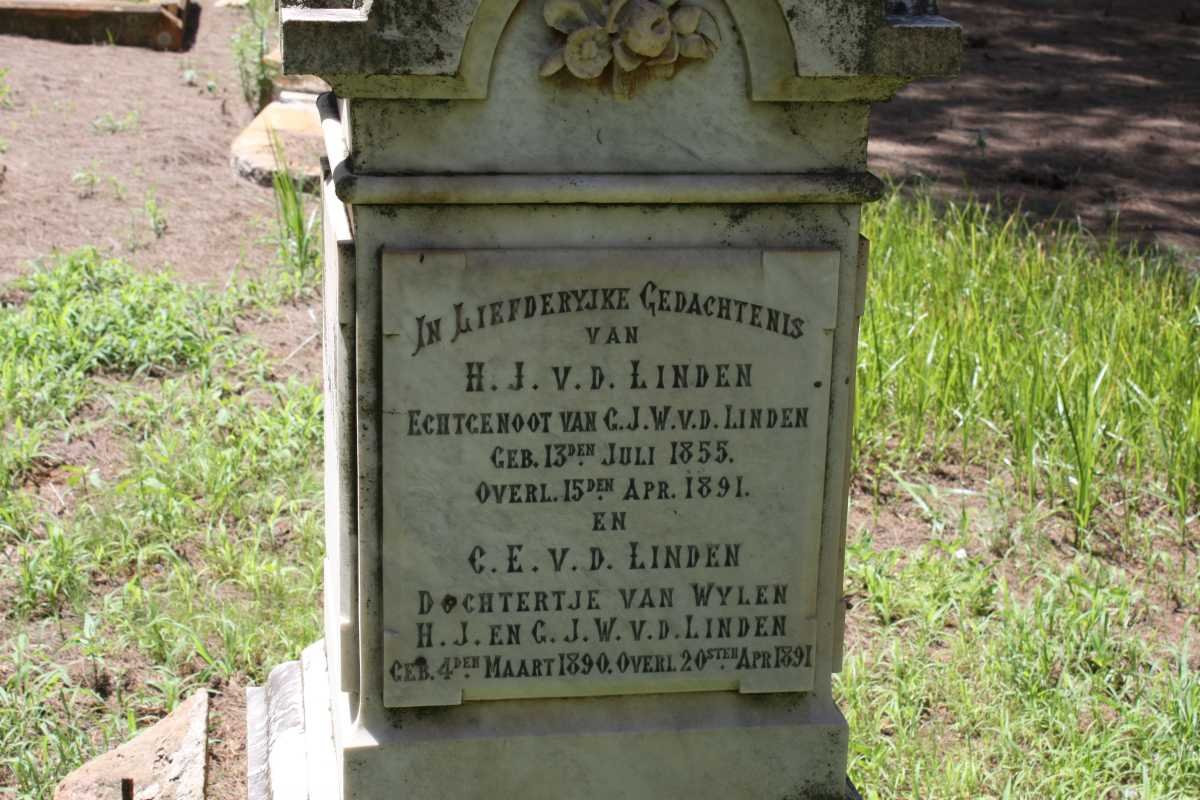 IN LIEFDERYJKE GEDACHTENIS
VAN
H. J. V. D. LINDEN
ECHTGENOOT VAN G. J. W. V. D. LINDEN
GEB. 13DEN JULI 1855.
OVERL. 15DEN APR. 1891.
EN
C. E. V. D. LINDEN
DOCHTERTJE VAN WYLEN
H. J. EN G. J. W. V. D. LINDEN
GEB. 4DEN MAART 1890. OVERL. 20STEN APR 1891